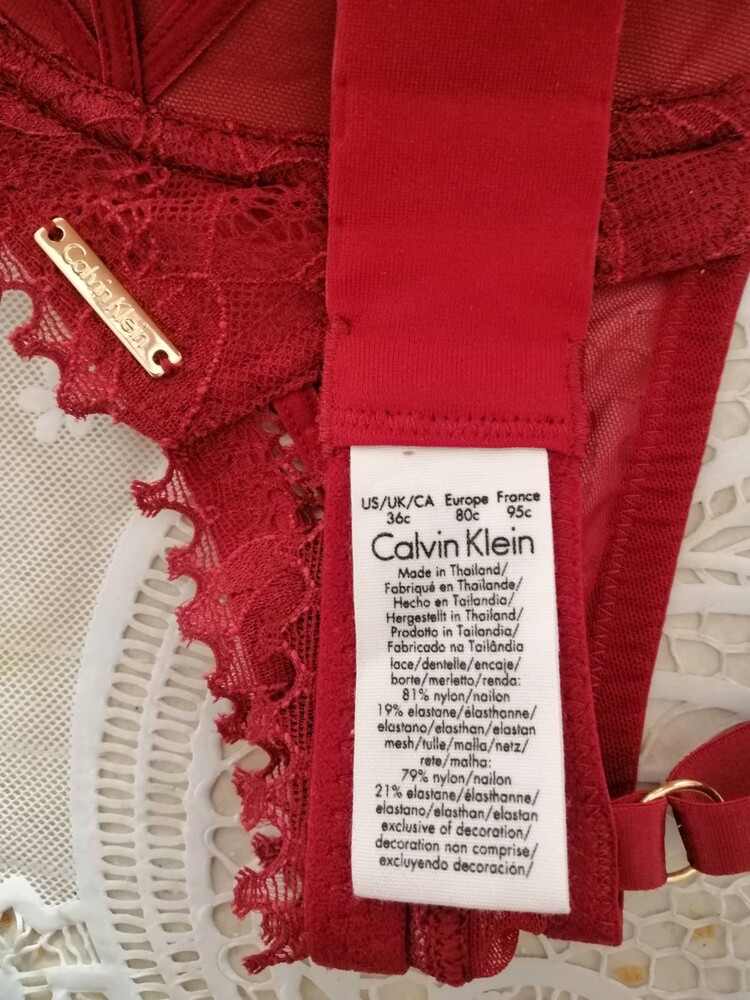 Calvin Klein
US/UK/CA Europe France
36c 80c 95c
Calvin Klein
Made in Thailand/
Fabriqué en Thaïlande/
Hecho en Tailandia/
Hergestellt in Thailand/
Prodotto in Tailandia/
Fabricado na Tailândia
lace/dentelle/encaje/
borte/merletto/renda:
81% nylon/nailon
19% elastane/élasthanne/
elastano/elasthan/elastan
mesh/tulle/malla/netz/
rete/malha:
79% nylon/nailon
21% elastane/élasthanne/
elastano/elasthan/elastan
exclusive of decoration/
decoration non comprise/
excluyendo decoración/